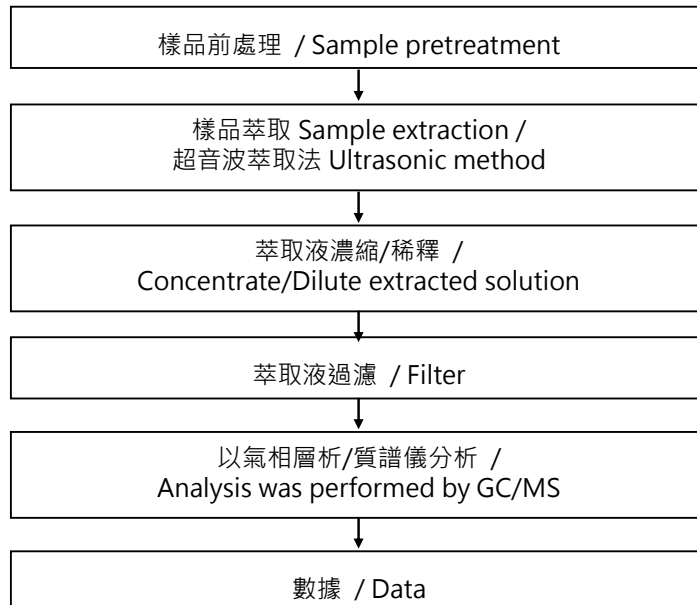 樣品前處理 / Sample pretreatment
樣品萃取 Sample extraction /
超音波萃取法 Ultrasonic method
萃取液濃縮/稀釋 /
Concentrate/Dilute extracted solution
萃取液過濾 / Filter
以氣相層析/質譜儀分析 /
Analysis was performed by GC/MS
數據 / Data